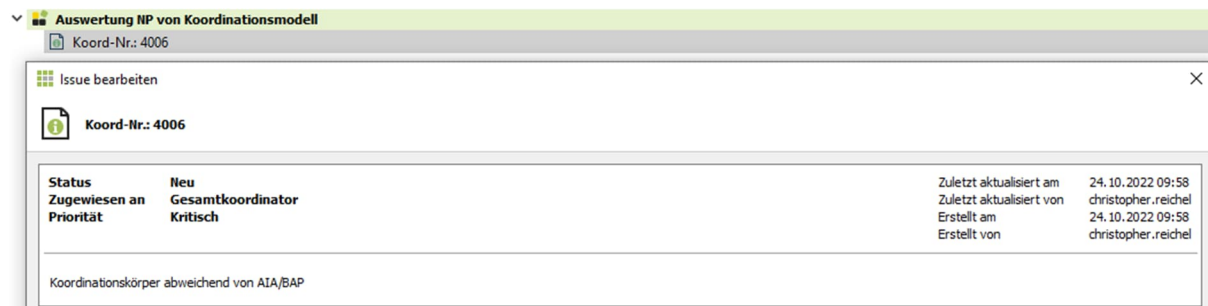 Auswertung NP von Koordinationsmodell
Koord-Nr.: 4006
Issue bearbeiten
Koord-Nr.: 4006
Status Neu Zuletzt aktualisiert am 24.10.2022 09:58
Zugewiesen an Gesamtkoordinator Zuletzt aktualisiert von christopher.reichel
Priorität Kritisch Erstellt am 24.10.2022 09:58
Erstellt von christopher.reichel
Koordinationskörper abweichend von AIA/BAP